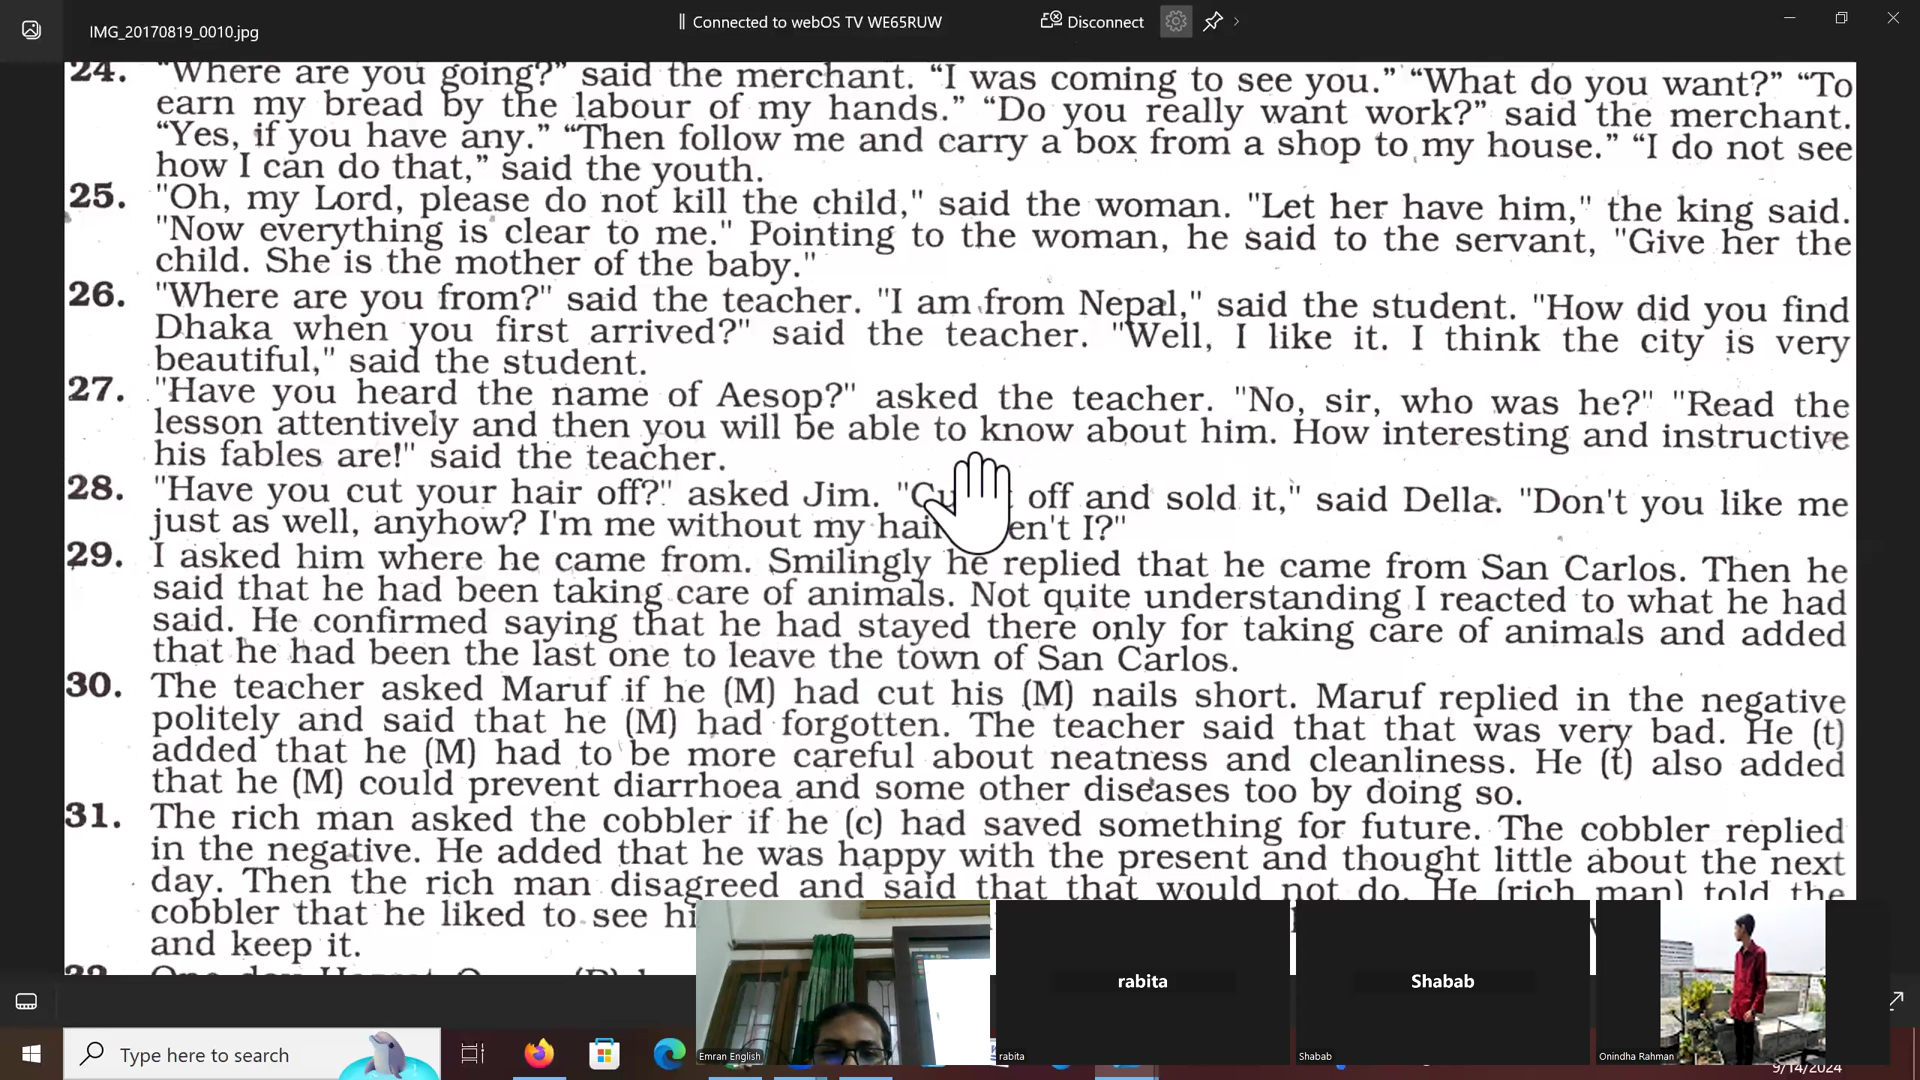 IMG_20170819_0010.jpg
Connected to webOS TV WE65RUW
Disconnect
24. “Where are you going?” said the merchant. “I was coming to see you.” “What do you want?” “To
earn my bread by the labour of my hands.” “Do you really want work?” said the merchant.
“Yes, if you have any.” “Then follow me and carry a box from a shop to my house.” “I do not see
how I can do that,” said the youth.
25. "Oh, my Lord, please do not kill the child," said the woman. "Let her have him," the king said.
"Now everything is clear to me." Pointing to the woman, he said to the servant, "Give her the
child. She is the mother of the baby."
26. "Where are you from?" said the teacher. "I am from Nepal," said the student. "How did you find
Dhaka when you first arrived?" said the teacher. "Well, I like it. I think the city is very
beautiful," said the student.
27. "Have you heard the name of Aesop?" asked the teacher. "No, sir, who was he?" "Read the
lesson attentively and then you will be able to know about him. How interesting and instructive
his fables are!" said the teacher.
28. "Have you cut your hair off?" asked Jim. off and sold it," said Della. "Don't you like me
just as well, anyhow? I'm me without my I?"
29. I asked him where he came from. Smilingly he replied that he came from San Carlos. Then he
said that he had been taking care of animals. Not quite understanding I reacted to what he had
said. He confirmed saying that he had stayed there only for taking care of animals and added
that he had been the last one to leave the town of San Carlos.
30. The teacher asked Maruf if he (M) had cut his (M) nails short. Maruf replied in the negative
politely and said that he (M) had forgotten. The teacher said that that was very bad. He (t)
added that he (M) had to be more careful about neatness and cleanliness. He (t) also added
that he (M) could prevent diarrhoea and some other diseases too by doing so.
31. The rich man asked the cobbler if he (c) had saved something for future. The cobbler replied
in the negative. He added that he was happy with the present and thought little about the next
day. Then the rich man disagreed and said that that would not do. He (rich man) told the
cobbler that he liked to see
and keep it.
rabita
Shabab
Emran English
rabita
Shabab
Onindha Rahman
Type here to search
9/14/2024